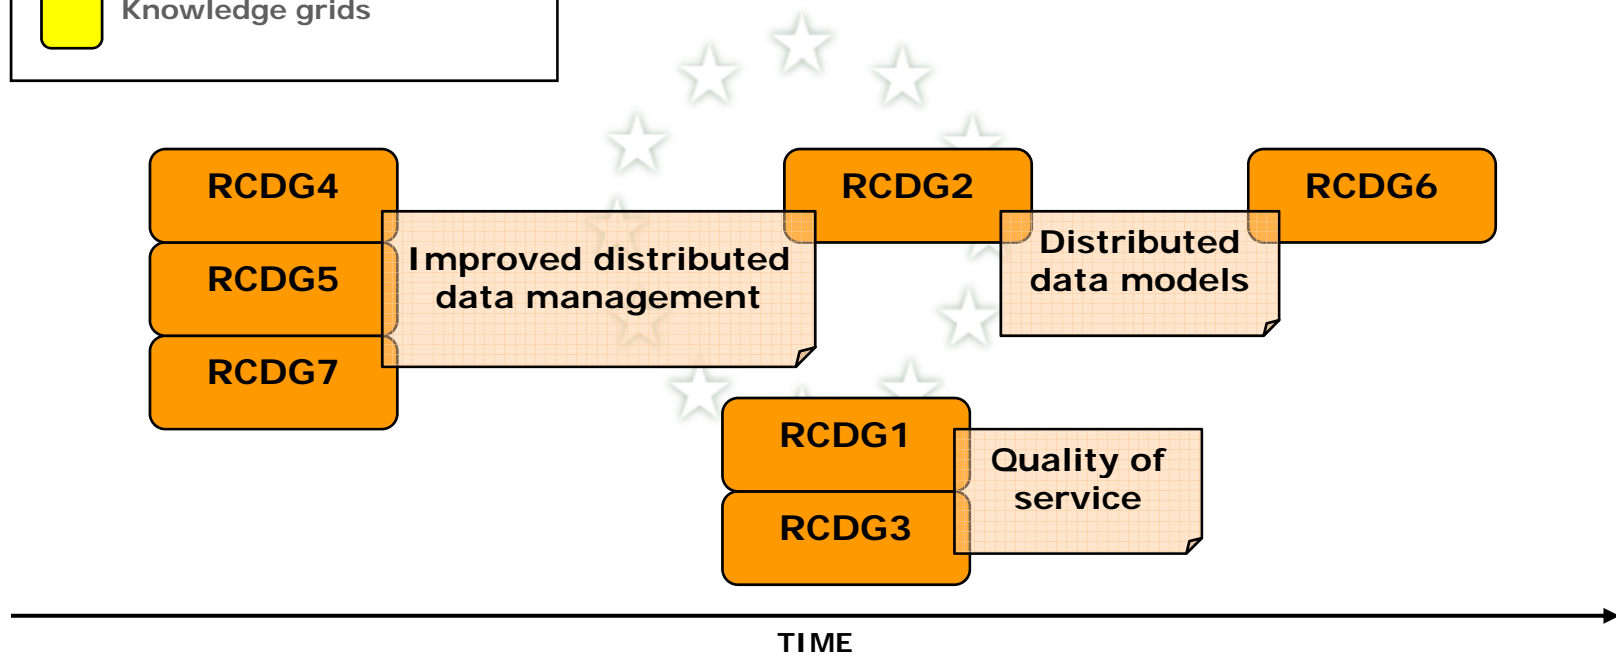 Knowledge grids
RCDG4
RCDG2
RCDG6
Improved distributed
data management
Distributed
data models
RCDG5
RCDG7
RCDG1
Quality of
service
RCDG3
TIME